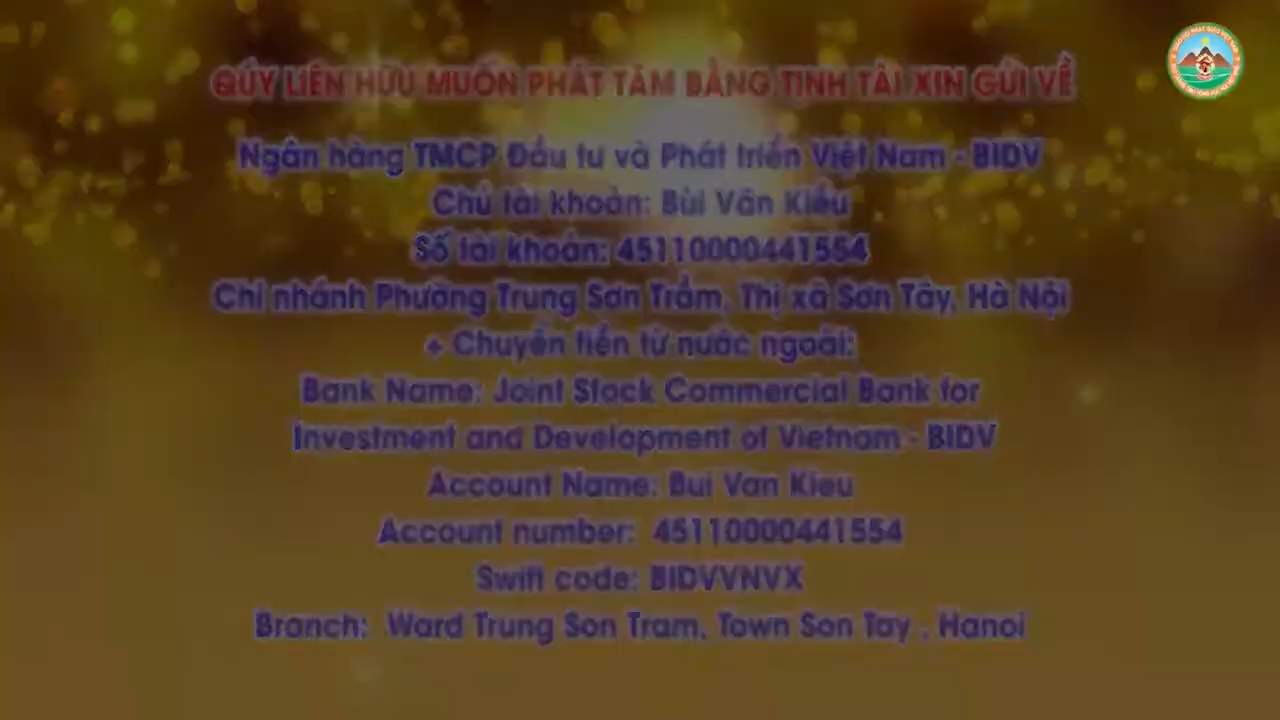 QÚY LIÊN HỮU MUỐN PHÁT TÂM BẰNG TỊNH TÀI XIN GỬI VỀ
Ngân hàng TMCP Đầu tư và Phát triển Việt Nam - BIDV
Chủ tài khoản: Bùi Văn Kiều
Số tài khoản: 45110000441554
Chi nhánh Phường Trung Sơn Trầm, Thị xã Sơn Tây, Hà Nội
+ Chuyển tiền từ nước ngoài:
Bank Name: Joint Stock Commercial Bank for
Investment and Development of Vietnam - BIDV
Account Name: Bui Van Kieu
Account number: 45110000441554
Swift code: BIDVVNVX
Branch: Ward Trung Son Tram, Town Son Tay , Hanoi